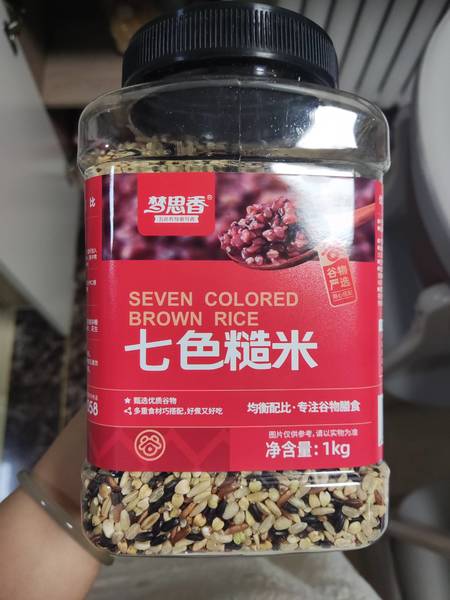 梦思香®
谷物
严选
SEVEN COLORED
BROWN RICE
七色糙米
甄选优质谷物
多重食材巧搭配,好煮又好吃
均衡配比·专注谷物膳食
图片仅供参考,请以实物为准
净含量:1kg
比
58